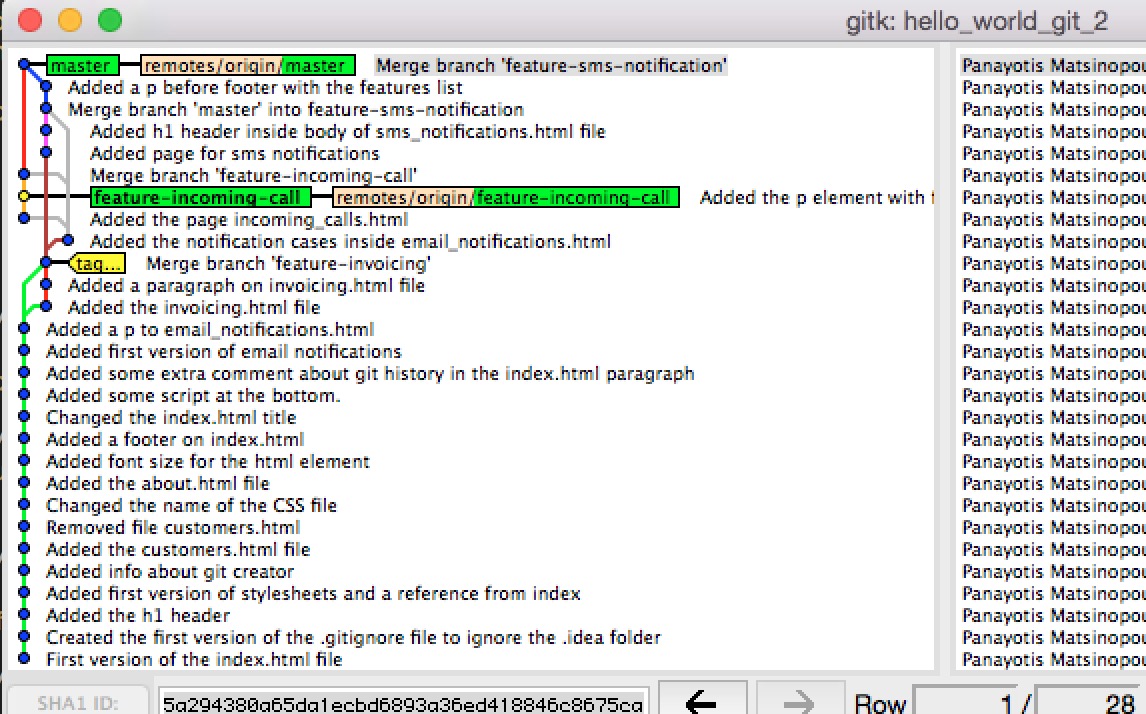 gitk: hello_world_git_2
master remotes/origin/master Merge branch 'feature-sms-notification' Panayotis Matsinopou
Added a p before footer with the features list Panayotis Matsinopou
Merge branch 'master' into feature-sms-notification Panayotis Matsinopou
Added h1 header inside body of sms_notifications.html file Panayotis Matsinopou
Added page for sms notifications Panayotis Matsinopou
Merge branch 'feature-incoming-call' Panayotis Matsinopou
feature-incoming-call remotes/origin/feature-incoming-call Added the p element with f Panayotis Matsinopou
Added the page incoming_calls.html Panayotis Matsinopou
Added the notification cases inside email_notifications.html Panayotis Matsinopou
tag... Merge branch 'feature-invoicing' Panayotis Matsinopou
Added a paragraph on invoicing.html file Panayotis Matsinopou
Added the invoicing.html file Panayotis Matsinopou
Added a p to email_notifications.html Panayotis Matsinopou
Added first version of email notifications Panayotis Matsinopou
Added some extra comment about git history in the index.html paragraph Panayotis Matsinopou
Added some script at the bottom. Panayotis Matsinopou
Changed the index.html title Panayotis Matsinopou
Added a footer on index.html Panayotis Matsinopou
Added font size for the html element Panayotis Matsinopou
Added the about.html file Panayotis Matsinopou
Changed the name of the CSS file Panayotis Matsinopou
Removed file customers.html Panayotis Matsinopou
Added the customers.html file Panayotis Matsinopou
Added info about git creator Panayotis Matsinopou
Added first version of stylesheets and a reference from index Panayotis Matsinopou
Added the h1 header Panayotis Matsinopou
Created the first version of the .gitignore file to ignore the .idea folder Panayotis Matsinopou
First version of the index.html file Panayotis Matsinopou
SHA1 ID: 5a294380a65da1ecbd6893a36ed418846c8675ca Row 1 / 28